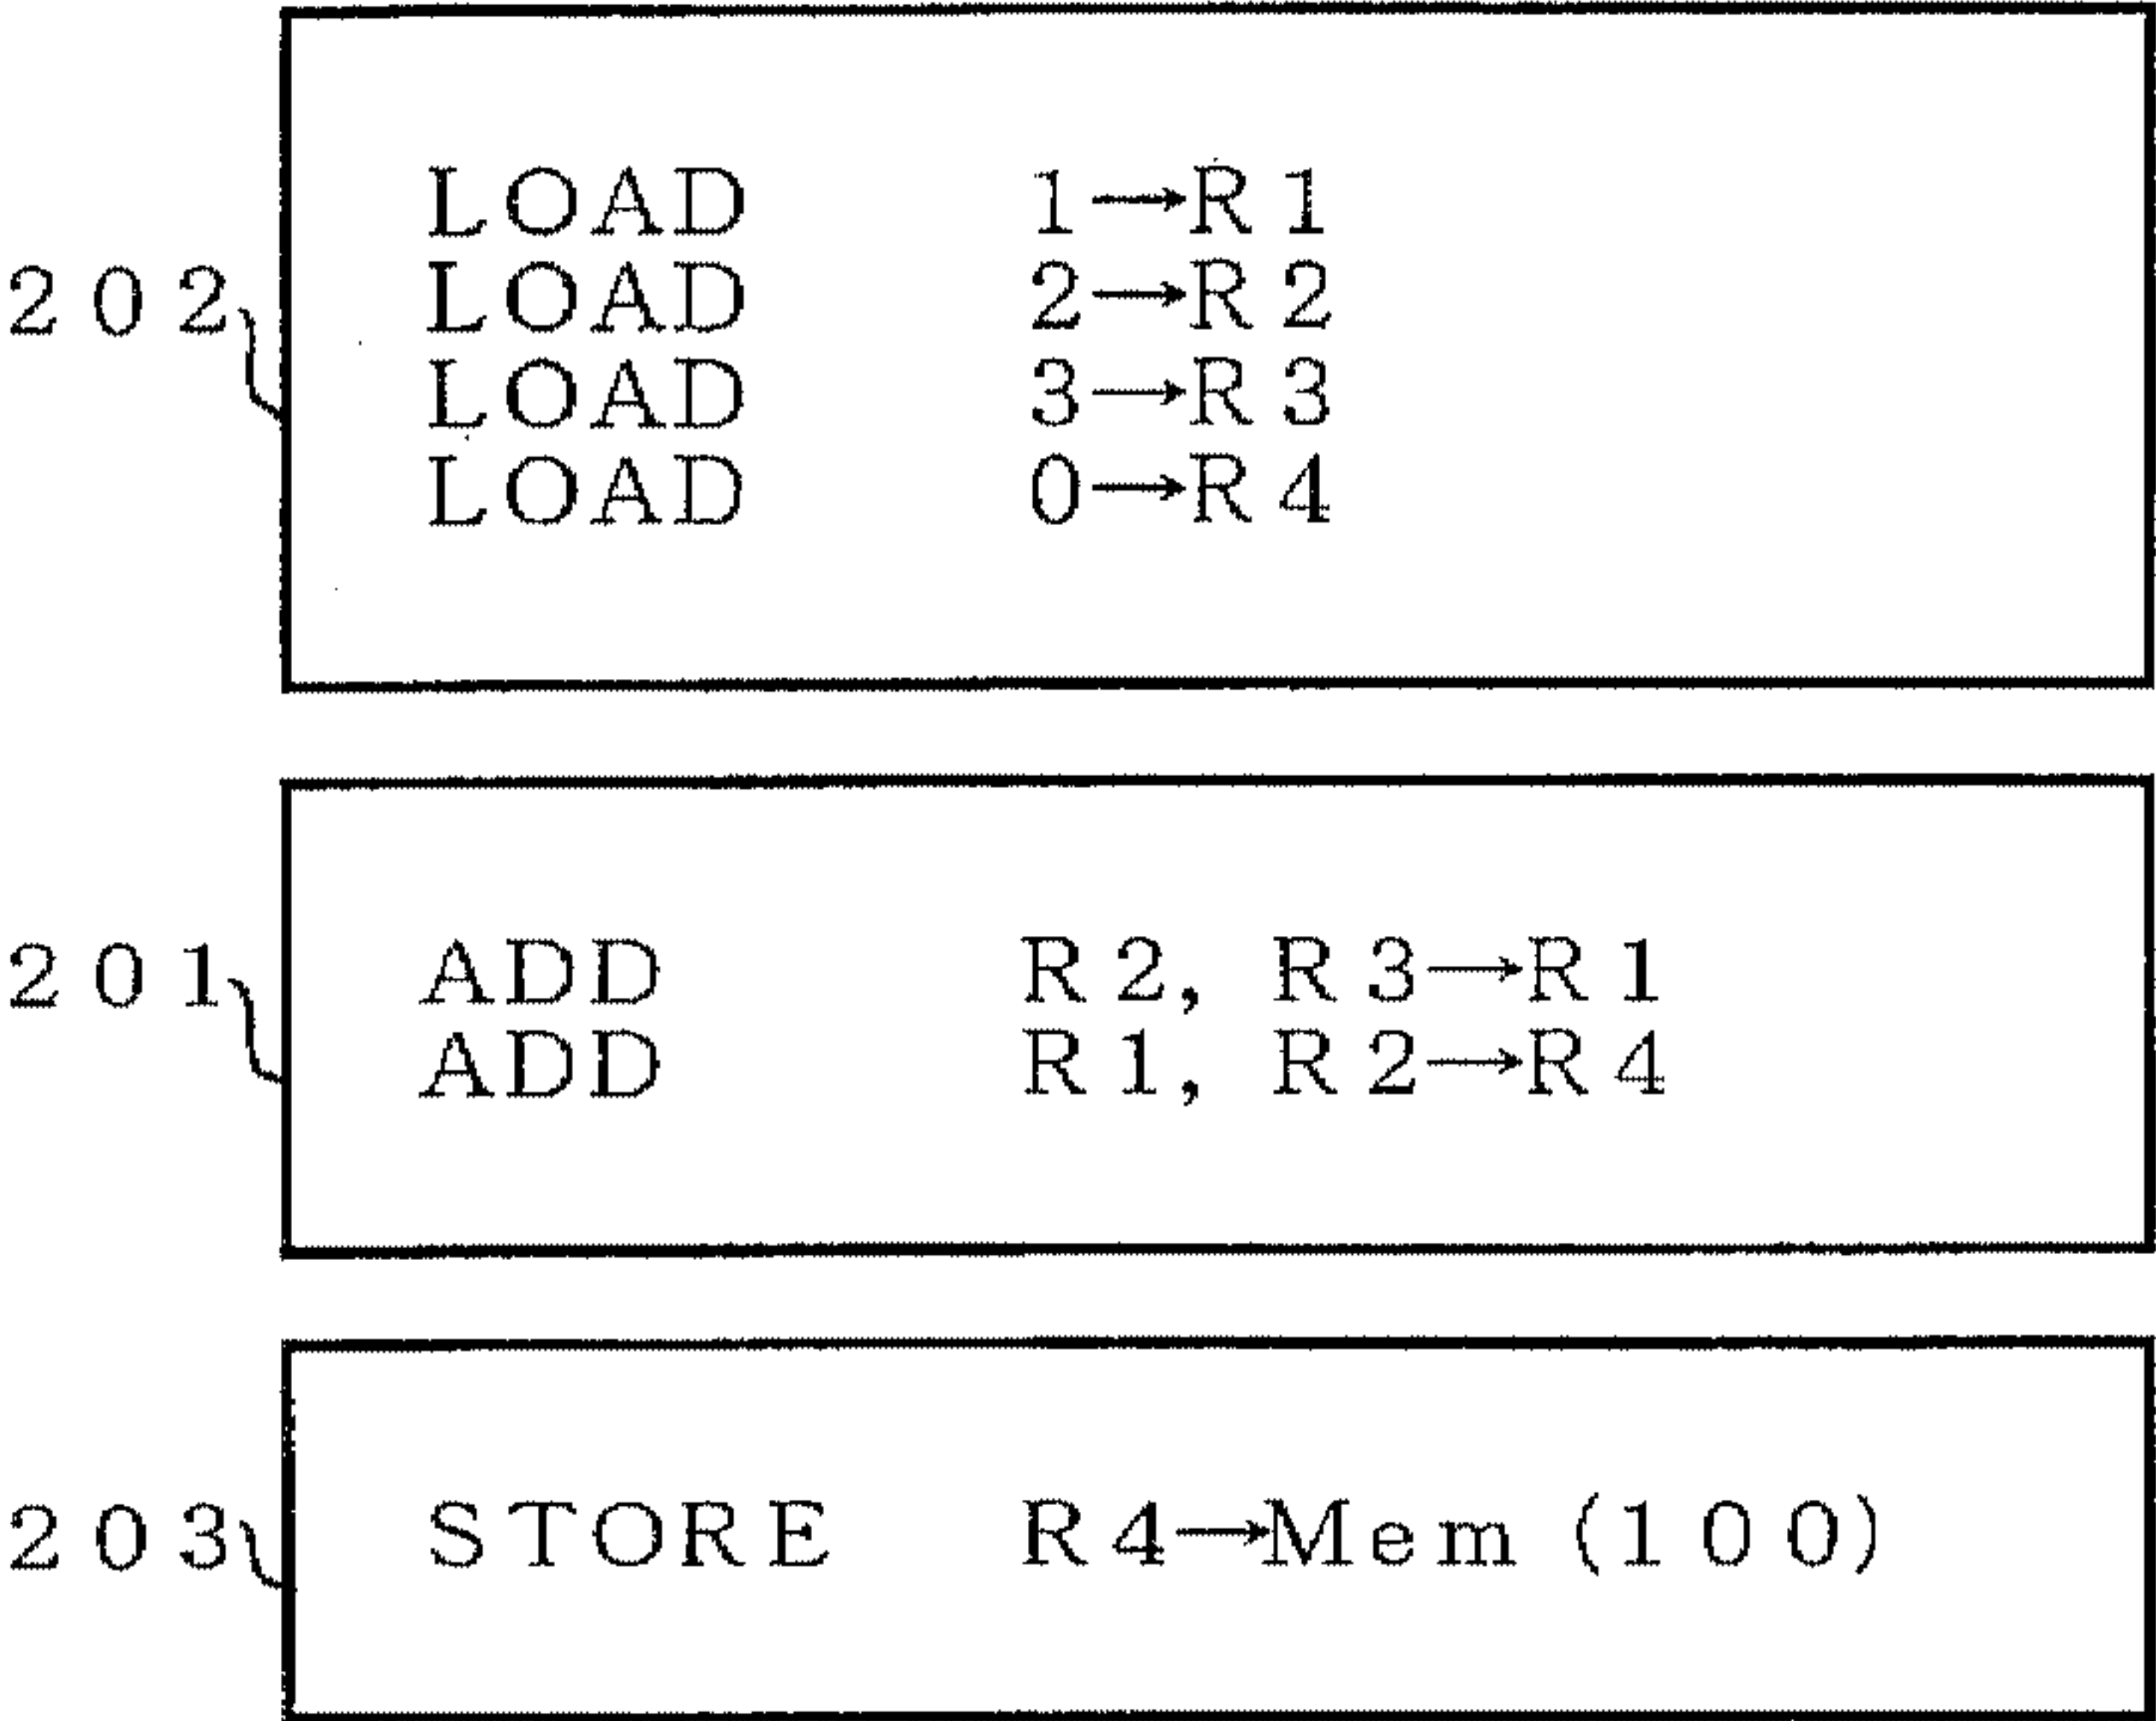 LOAD 1→R1
202 LOAD 2→R2
LOAD 3→R3
LOAD 0→R4
201 ADD R2, R3→R1
ADD R1, R2→R4
203 STORE R4→Mem (100)